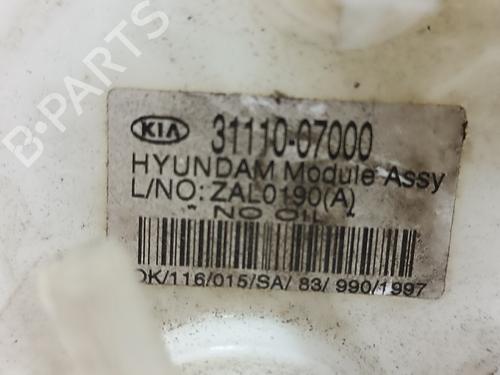 KIA 31110-07000
HYUNDAM Module Assy
L/NO: ZAL0190(A)
- NO OIL -
OK/116/015/SA/ 83/ 990/1997
B-PARTS